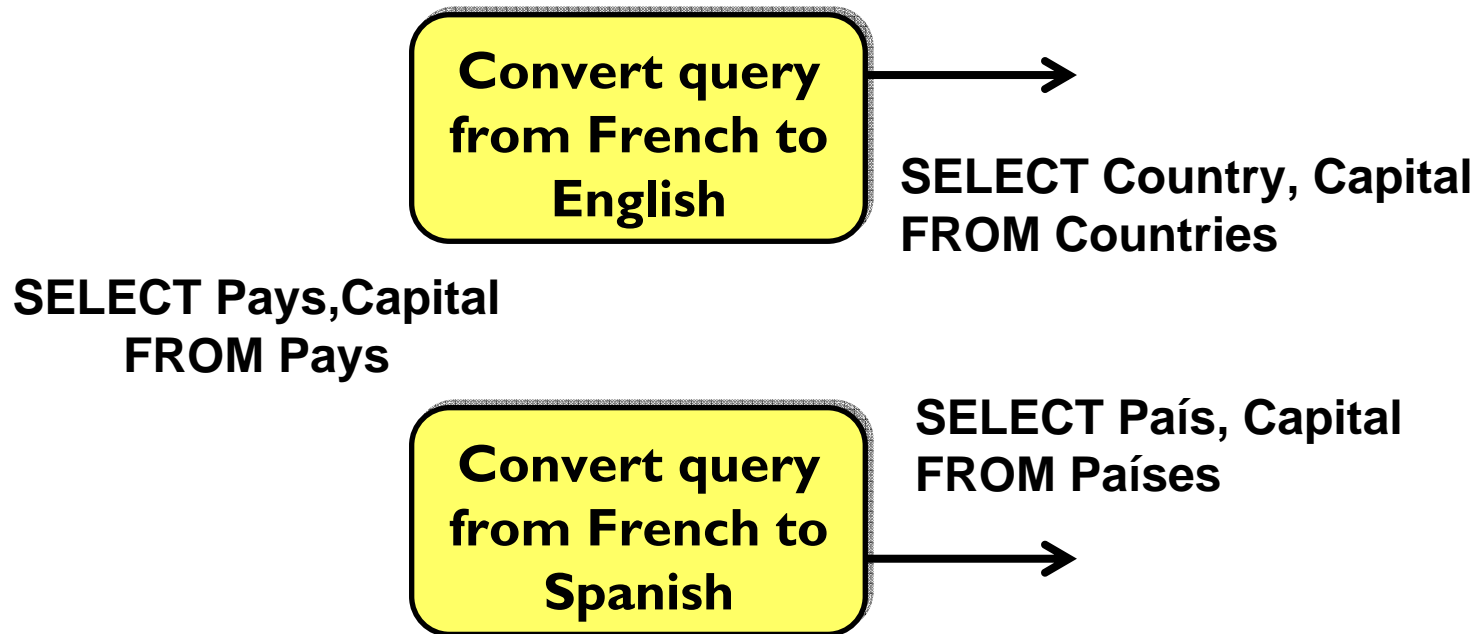 Convert query
from French to
English
SELECT Country, Capital
FROM Countries
SELECT Pays,Capital
FROM Pays
SELECT País, Capital
FROM Países
Convert query
from French to
Spanish